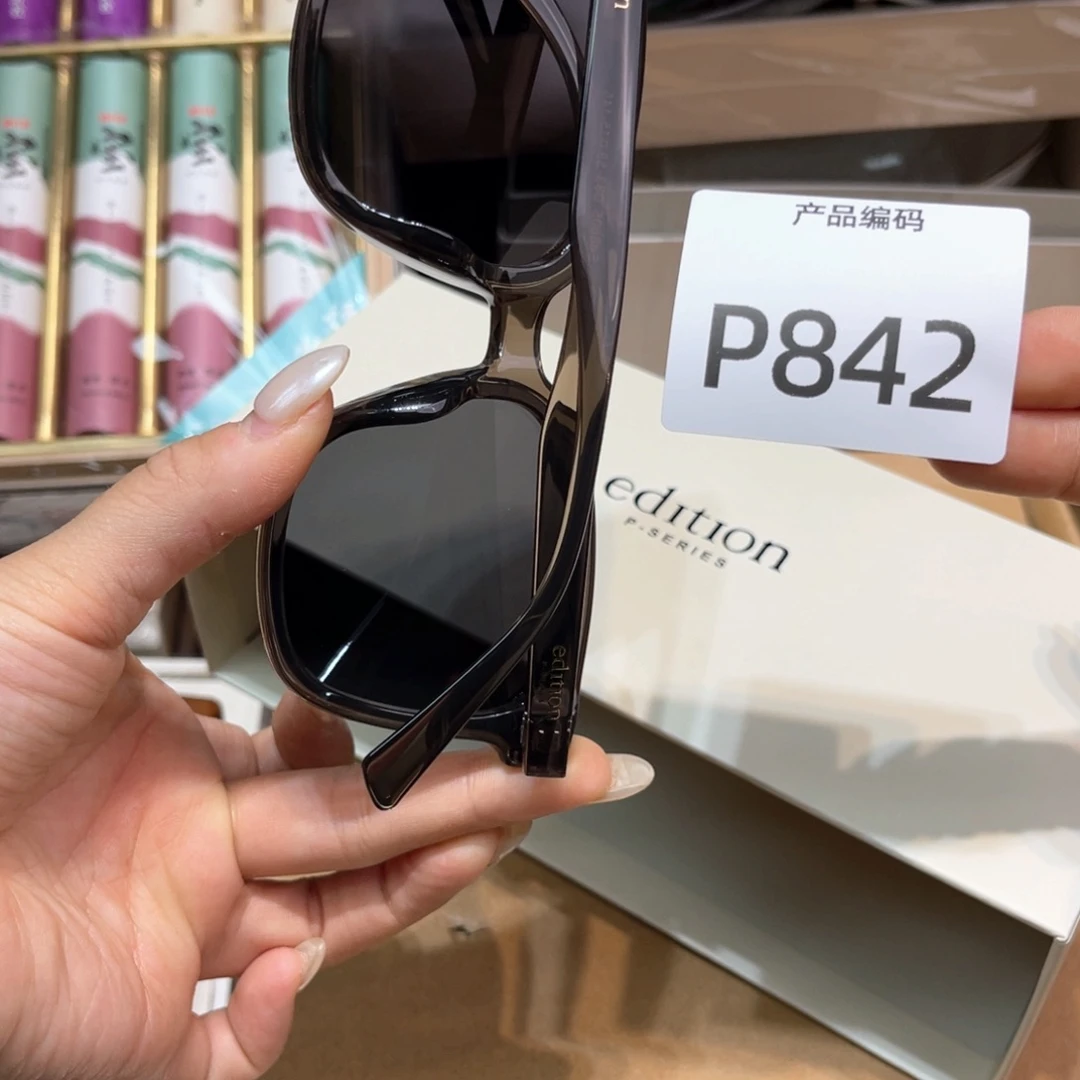 产品编码
P842
edition
P-SERIES
edition